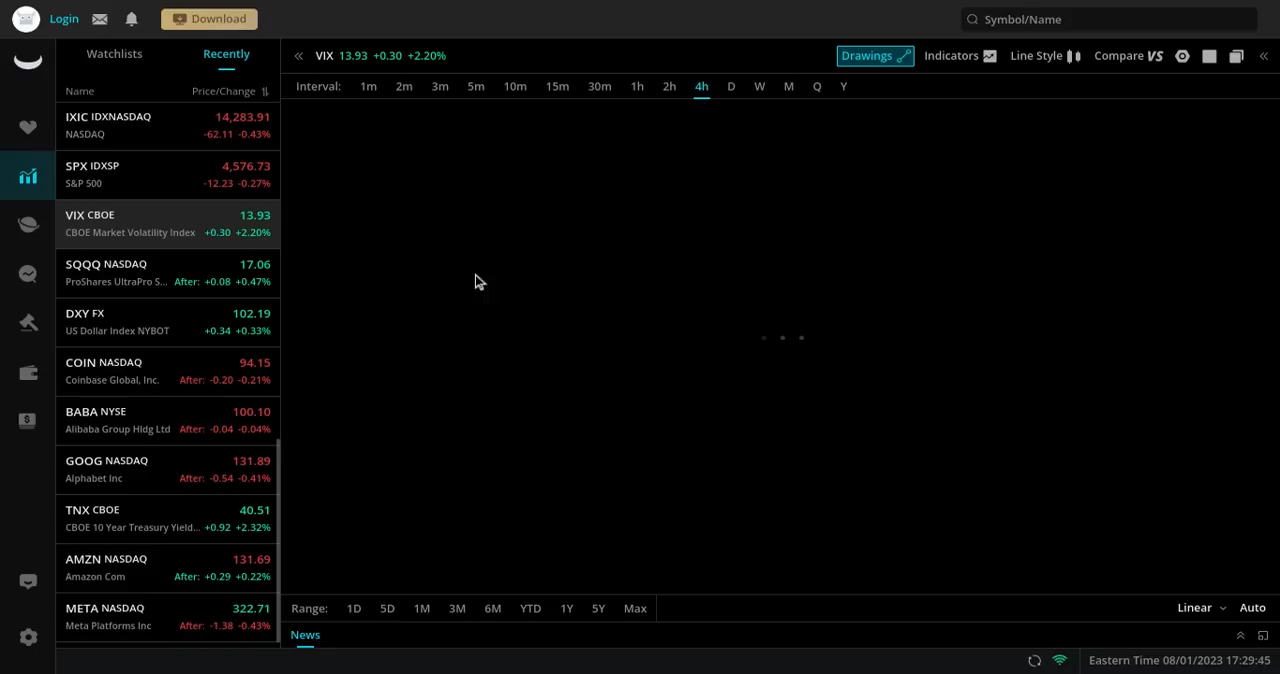 Login
Download
Symbol/Name
Watchlists
Recently
VIX 13.93 +0.30 +2.20%
Drawings
Indicators
Line Style
Compare VS
Name
Price/Change
Interval: 1m 2m 3m 5m 10m 15m 30m 1h 2h 4h D W M Q Y
IXIC IDXNASDAQ 14,283.91
NASDAQ -62.11 -0.43%
SPX IDXSP 4,576.73
S&P 500 -12.23 -0.27%
VIX CBOE 13.93
CBOE Market Volatility Index +0.30 +2.20%
SQQQ NASDAQ 17.06
ProShares UltraPro S... After: +0.08 +0.47%
DXY FX 102.19
US Dollar Index NYBOT +0.34 +0.33%
COIN NASDAQ 94.15
Coinbase Global, Inc. After: -0.20 -0.21%
BABA NYSE 100.10
Alibaba Group Hldg Ltd After: -0.04 -0.04%
GOOG NASDAQ 131.89
Alphabet Inc After: -0.54 -0.41%
TNX CBOE 40.51
CBOE 10 Year Treasury Yield... +0.92 +2.32%
AMZN NASDAQ 131.69
Amazon Com After: +0.29 +0.22%
META NASDAQ 322.71
Meta Platforms Inc After: -1.38 -0.43%
Range: 1D 5D 1M 3M 6M YTD 1Y 5Y Max
Linear
Auto
News
Eastern Time 08/01/2023 17:29:45